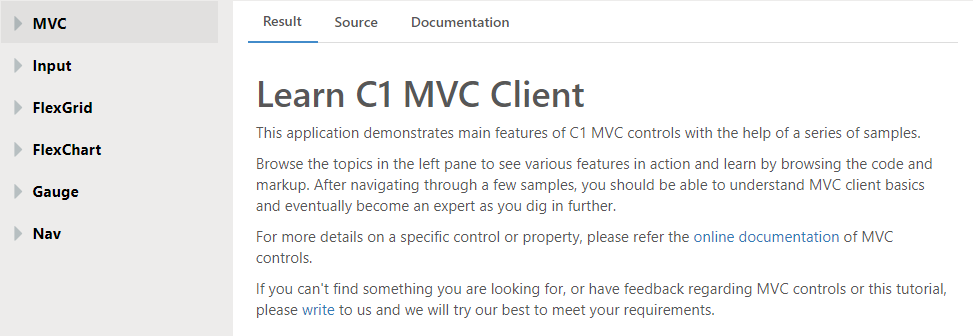 MVC
Input
FlexGrid
FlexChart
Gauge
Nav
Result Source Documentation
Learn C1 MVC Client
This application demonstrates main features of C1 MVC controls with the help of a series of samples.
Browse the topics in the left pane to see various features in action and learn by browsing the code and
markup. After navigating through a few samples, you should be able to understand MVC client basics
and eventually become an expert as you dig in further.
For more details on a specific control or property, please refer the online documentation of MVC
controls.
If you can't find something you are looking for, or have feedback regarding MVC controls or this tutorial,
please write to us and we will try our best to meet your requirements.